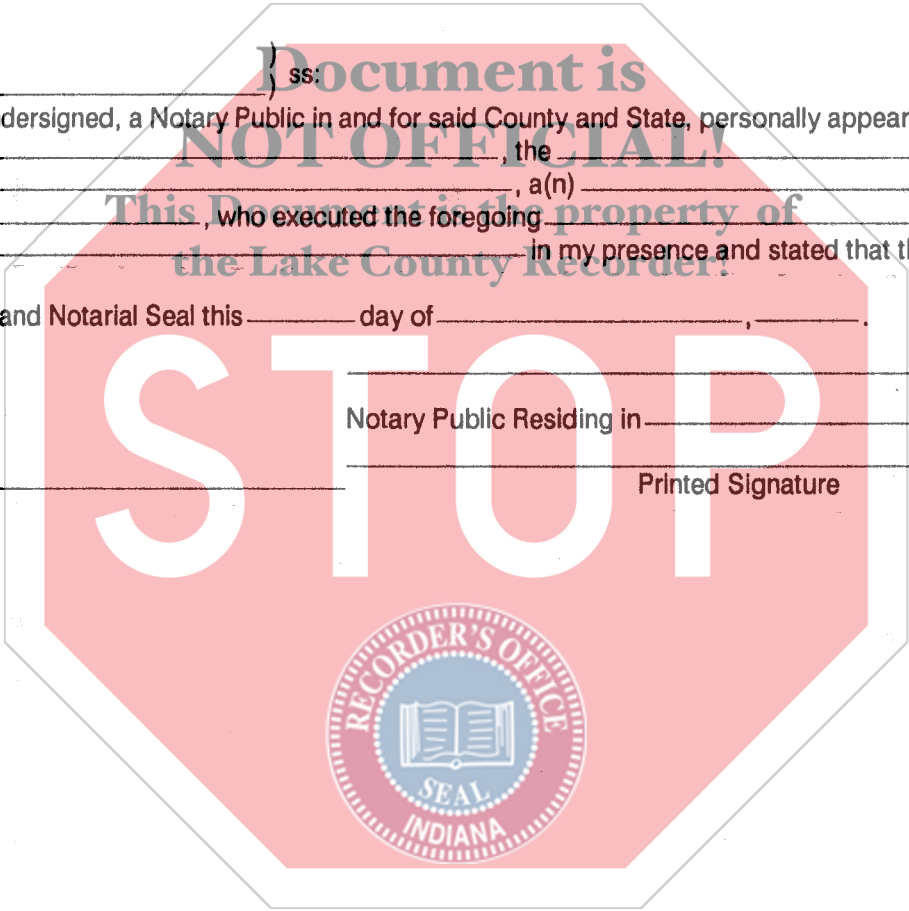 Document is
) ss:
)
dersigned, a Notary Public in and for said County and State, personally appear
NOT OFFICIAL!
, the
, a(n)
This Document is the property of
, who executed the foregoing
in my presence and stated that th
the Lake County Recorder!
and Notarial Seal this day of , .
STOP
Notary Public Residing in
Printed Signature
RECORDER'S OFFICE
SEAL
INDIANA